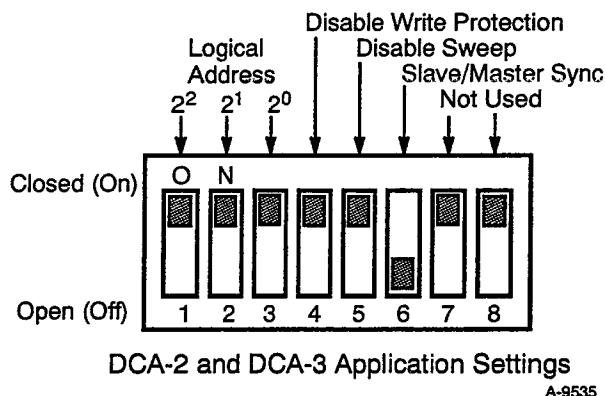 Disable Write Protection
Logical Address
Disable Sweep
Slave/Master Sync
2² 2¹ 2⁰
Not Used
Closed (On)
O N
Open (Off)
1 2 3 4 5 6 7 8
DCA-2 and DCA-3 Application Settings
A-9535